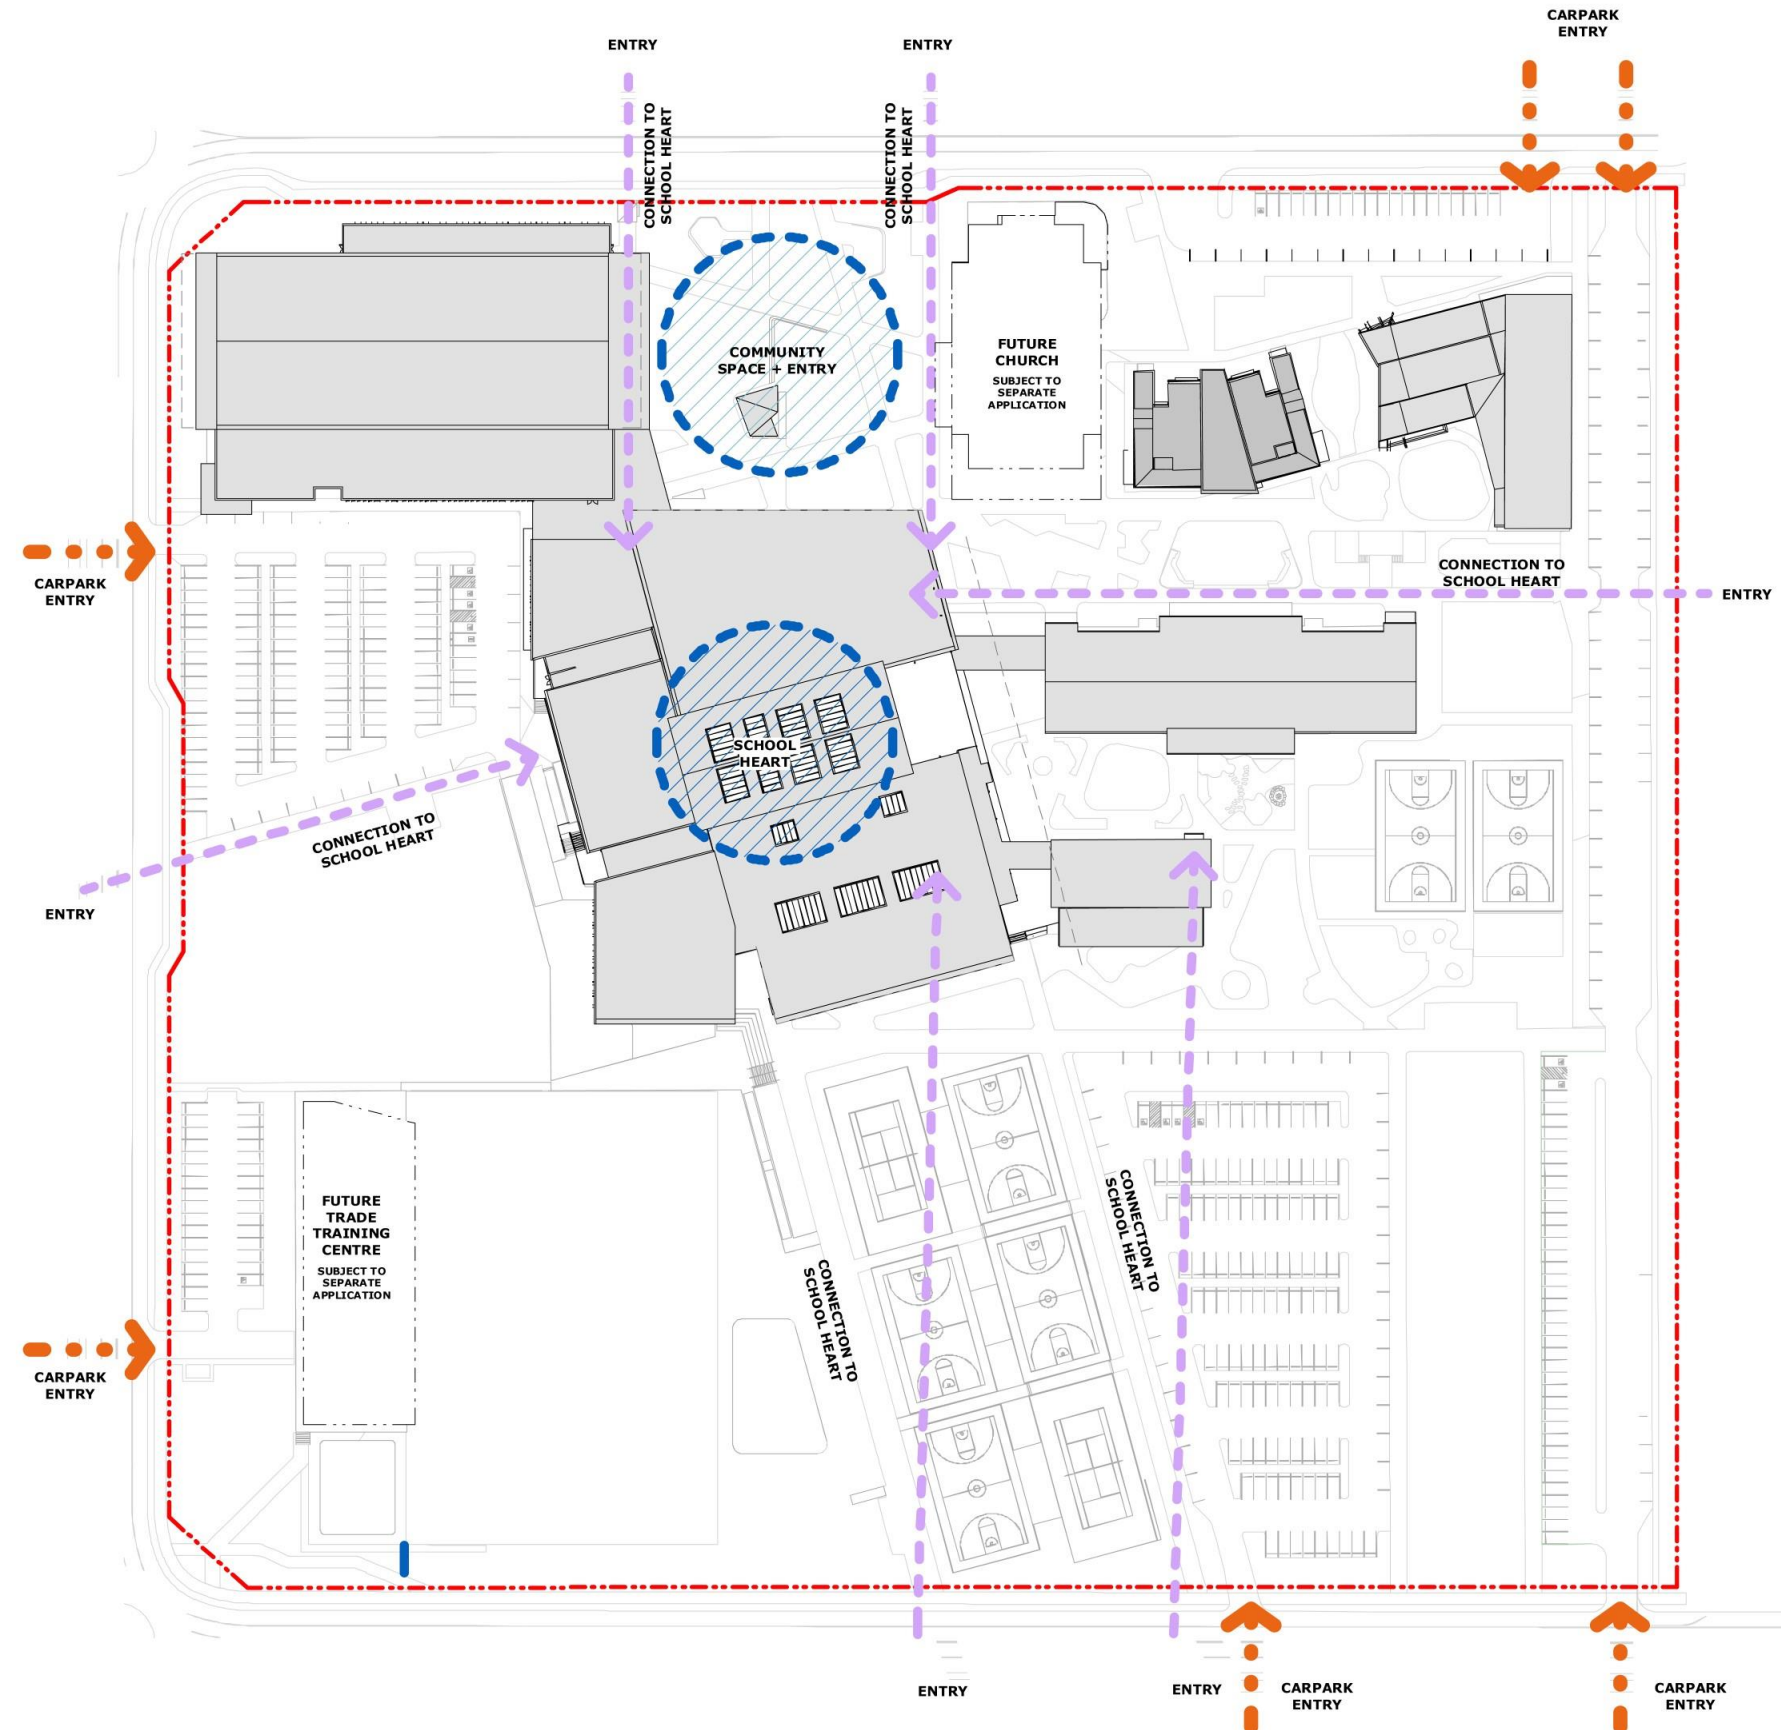 CARPARK
ENTRY
ENTRY
ENTRY
CONNECTION TO
SCHOOL HEART
CONNECTION TO
SCHOOL HEART
COMMUNITY
SPACE + ENTRY
FUTURE
CHURCH
SUBJECT TO
SEPARATE
APPLICATION
CARPARK
ENTRY
CONNECTION TO
SCHOOL HEART
ENTRY
SCHOOL
HEART
CONNECTION TO
SCHOOL HEART
ENTRY
FUTURE
TRADE
TRAINING
CENTRE
SUBJECT TO
SEPARATE
APPLICATION
CONNECTION TO
SCHOOL HEART
CONNECTION TO
SCHOOL HEART
CARPARK
ENTRY
ENTRY
ENTRY
CARPARK
ENTRY
CARPARK
ENTRY